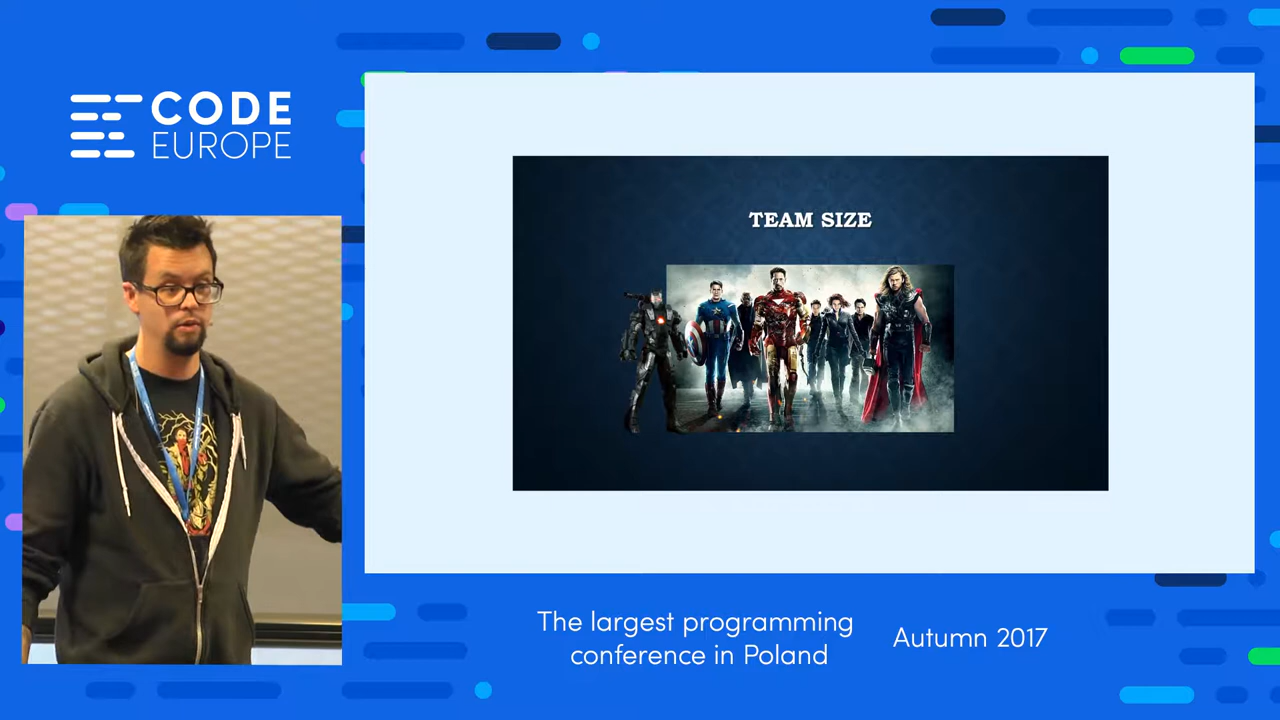 CODE
EUROPE
TEAM SIZE
The largest programming
conference in Poland
Autumn 2017